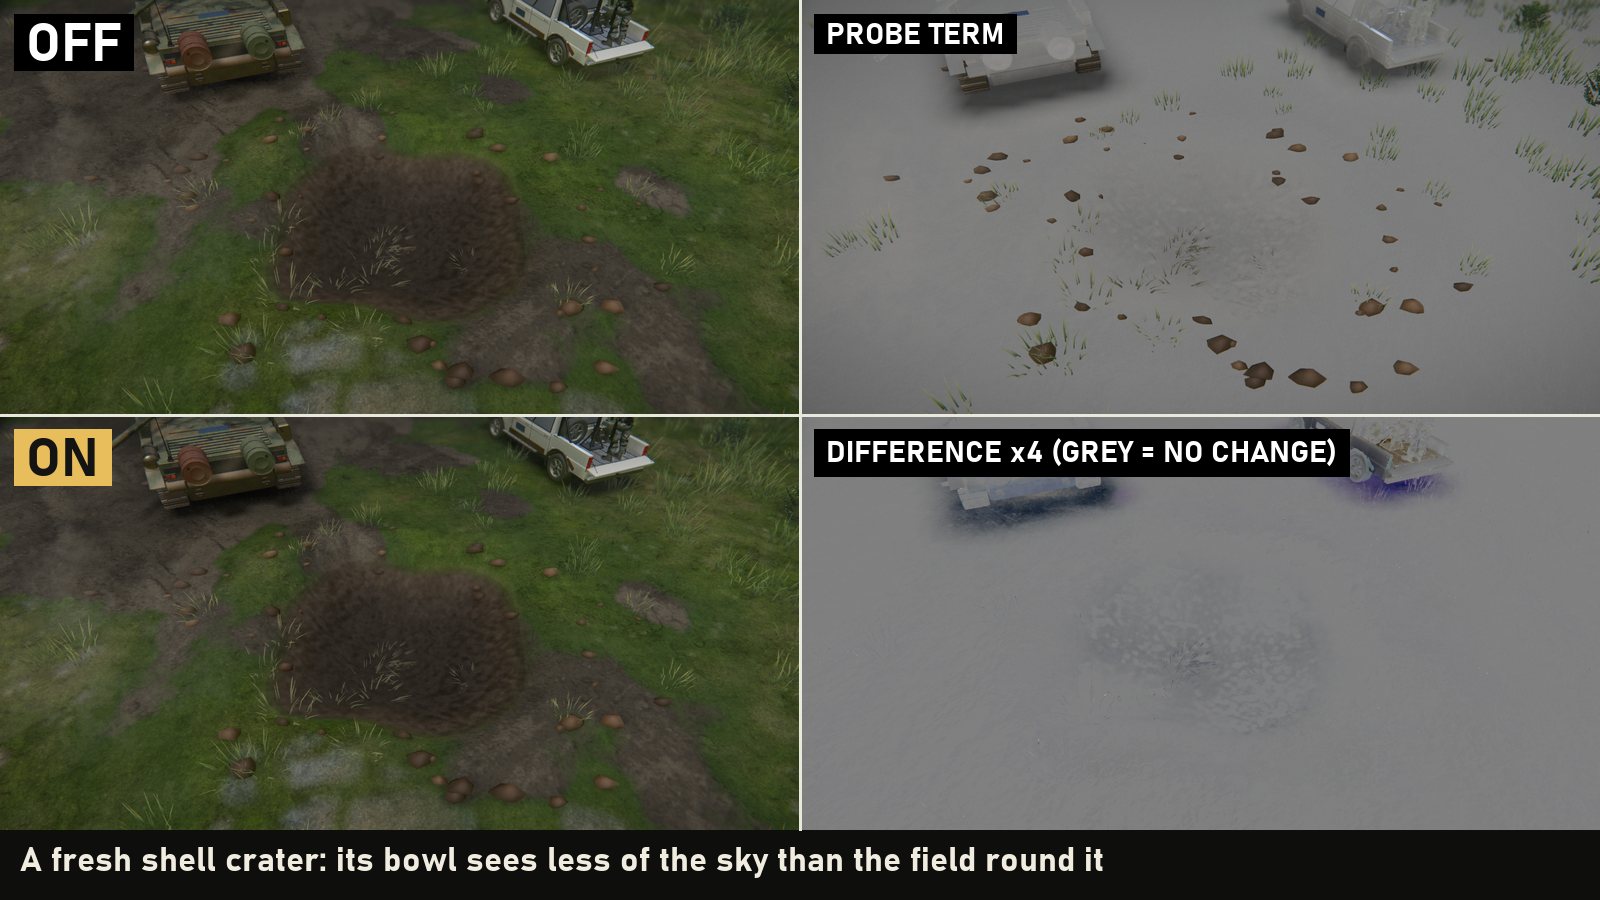 OFF
PROBE TERM
ON
DIFFERENCE x4 (GREY = NO CHANGE)
A fresh shell crater: its bowl sees less of the sky than the field round it